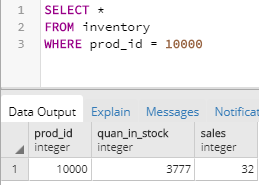 1 SELECT *
2 FROM inventory
3 WHERE prod_id = 10000
Data Output Explain Messages Notificat
prod_id quan_in_stock sales
integer integer integer
1 10000 3777 32